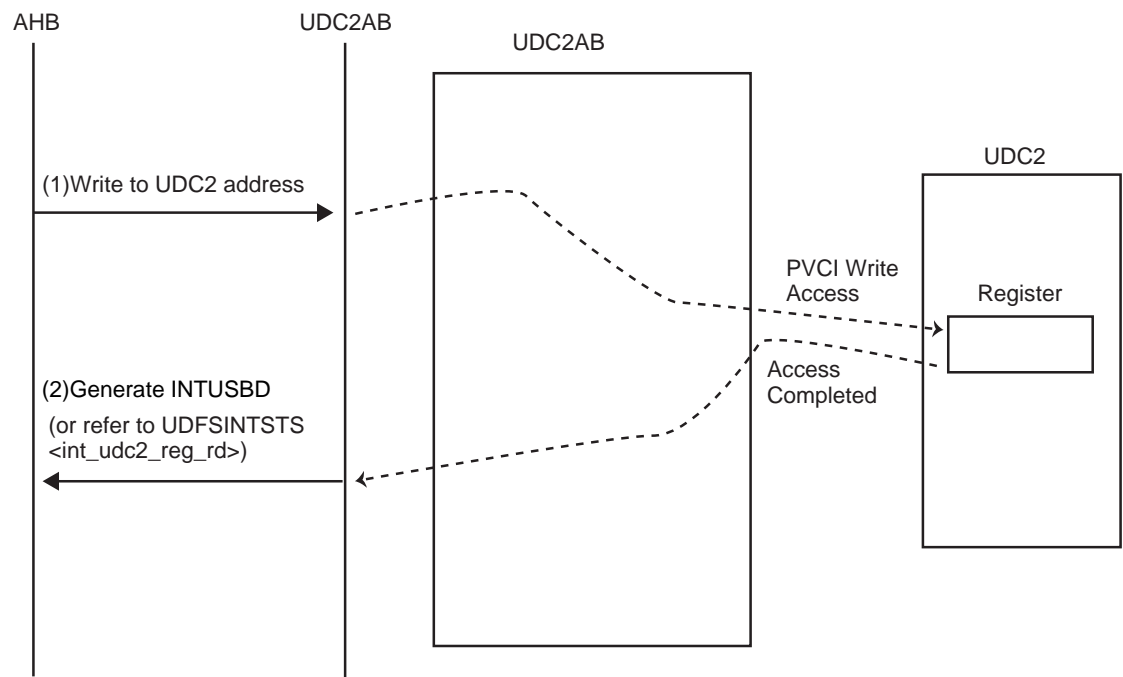 AHB
UDC2AB
UDC2AB
UDC2
(1)Write to UDC2 address
PVCI Write
Access
Register
(2)Generate INTUSBD
(or refer to UDFSINTSTS
<int_udc2_reg_rd>)
Access
Completed